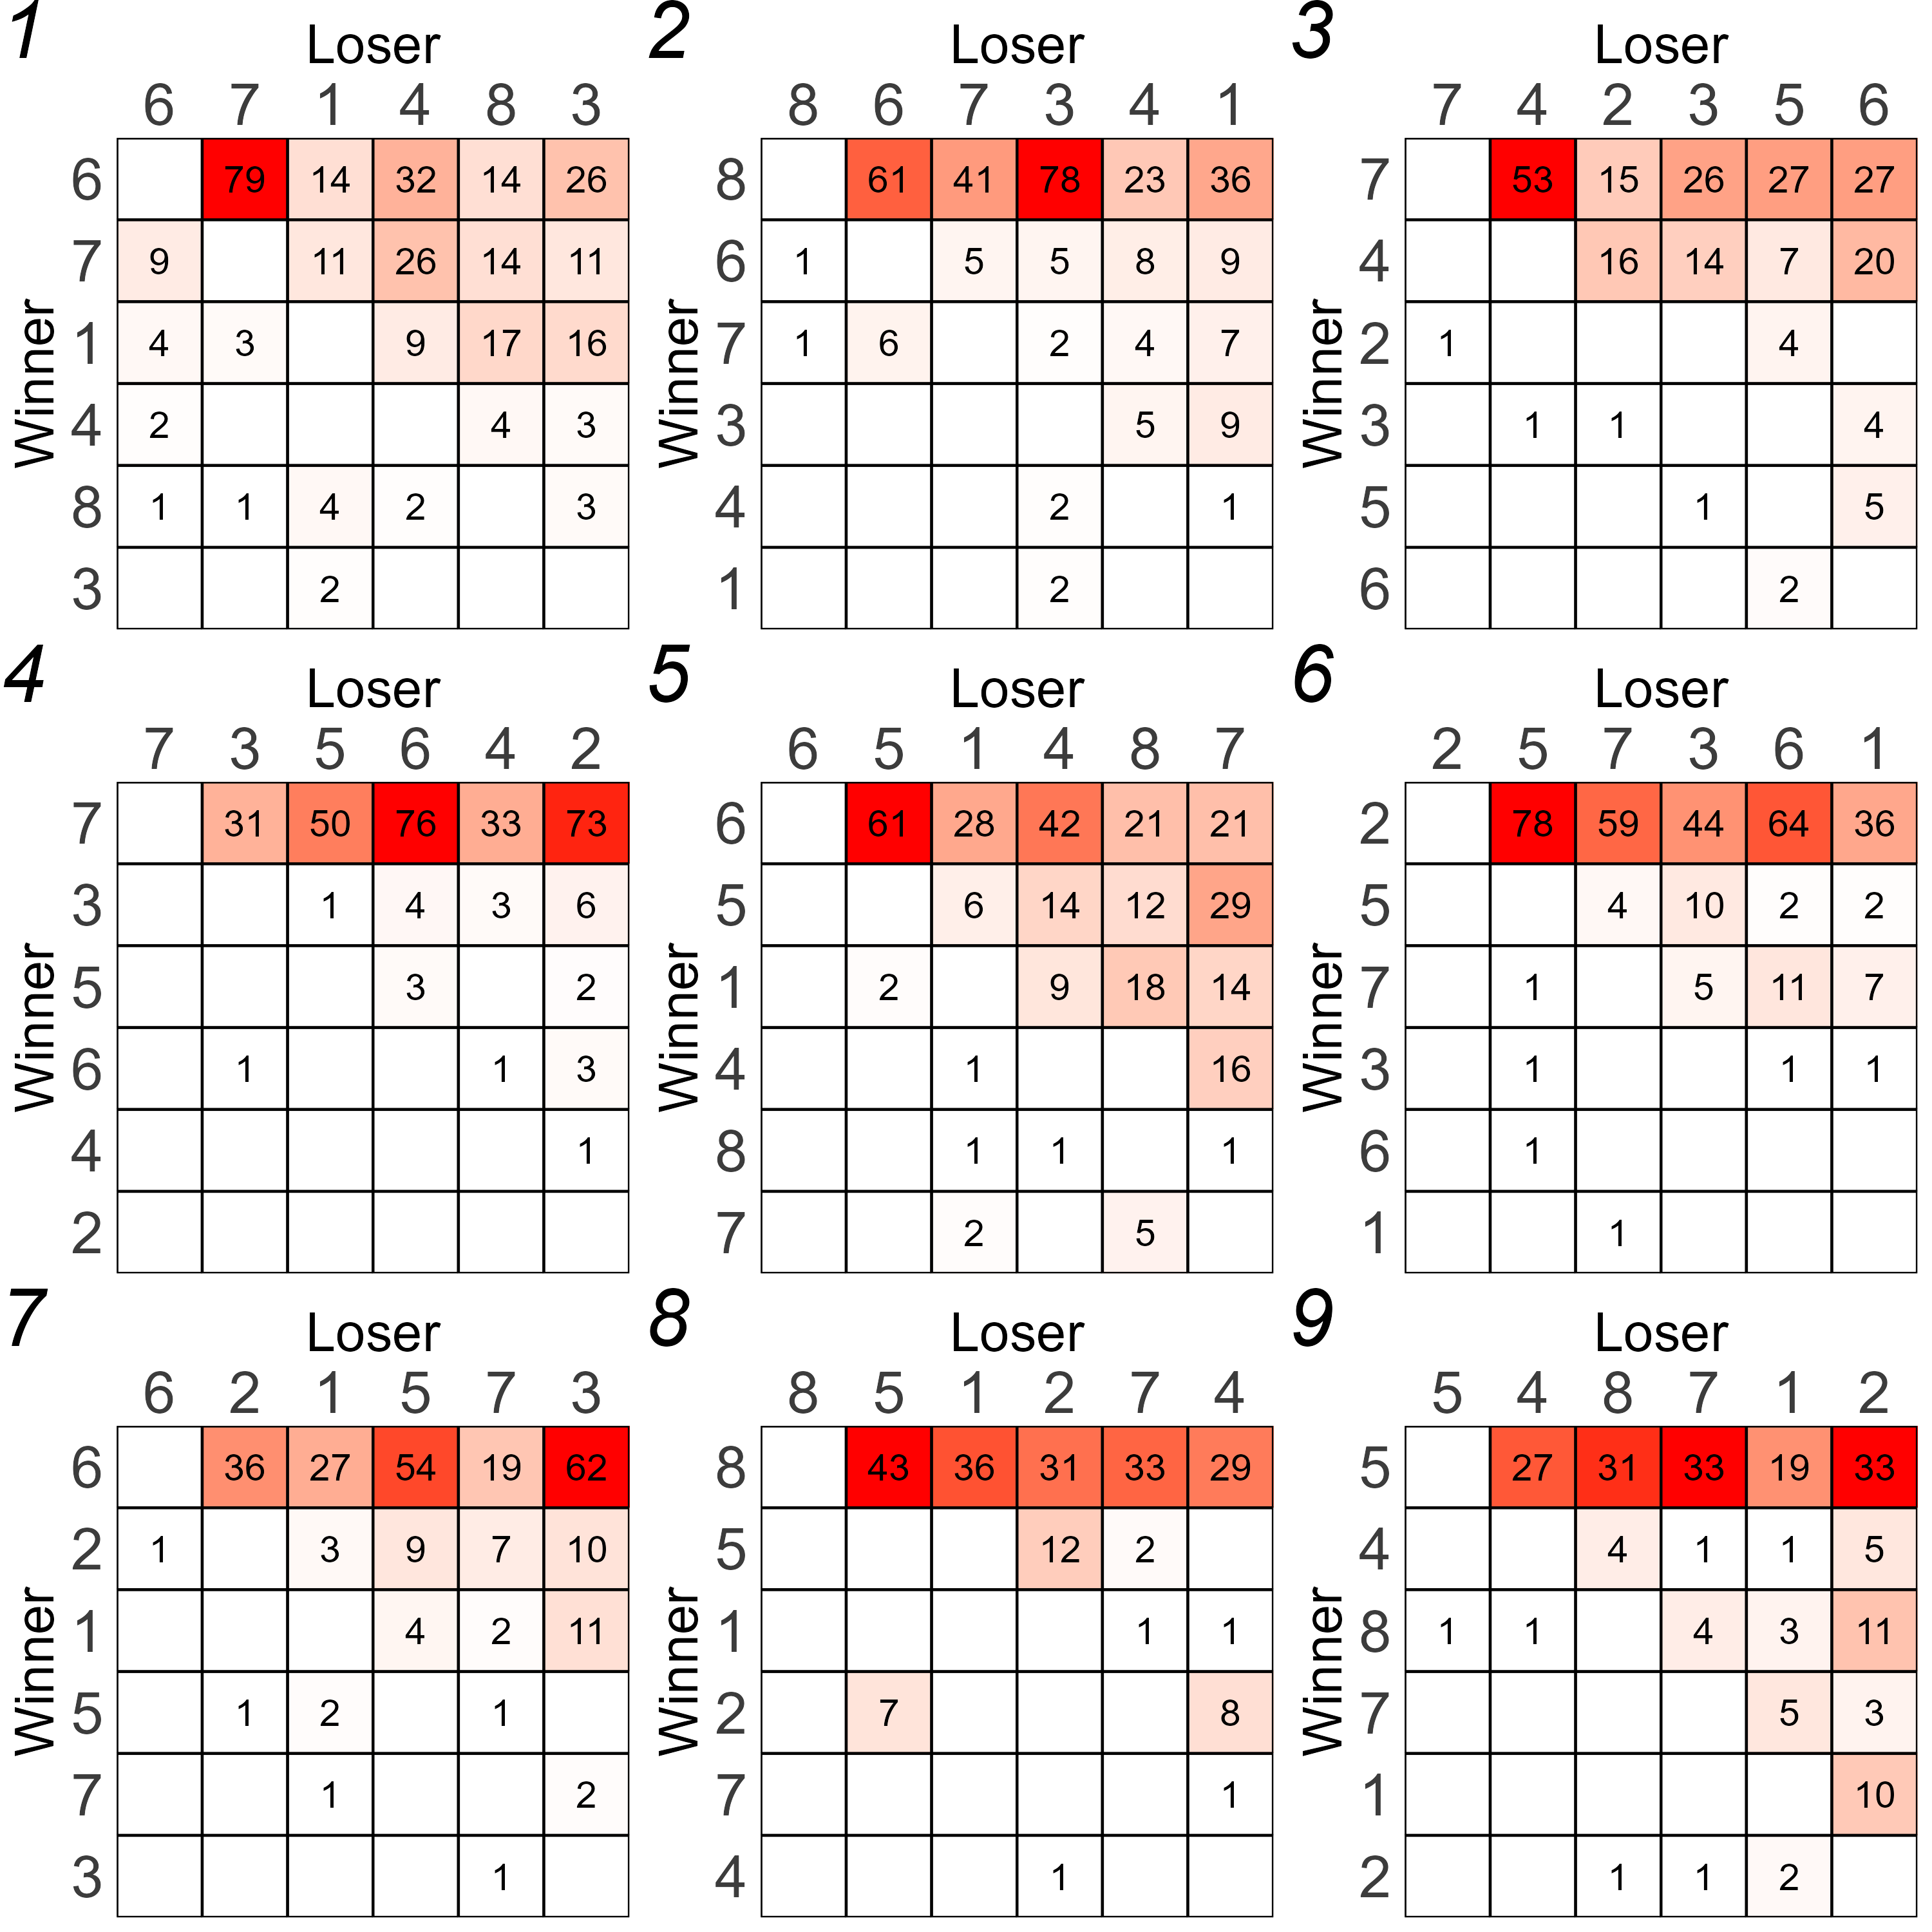 1 Loser
6 7 1 4 8 3
Winner
6 79 14 32 14 26
7 9 11 26 14 11
1 4 3 9 17 16
4 2 4 3
8 1 1 4 2 3
3 2
2 Loser
8 6 7 3 4 1
Winner
8 61 41 78 23 36
6 1 5 5 8 9
7 1 6 2 4 7
3 5 9
4 2 1
1 2
3 Loser
7 4 2 3 5 6
Winner
7 53 15 26 27 27
4 16 14 7 20
2 1 4
3 1 1 4
5 1 5
6 2
4 Loser
7 3 5 6 4 2
Winner
7 31 50 76 33 73
3 1 4 3 6
5 3 2
6 1 1 3
4 1
2
5 Loser
6 5 1 4 8 7
Winner
6 61 28 42 21 21
5 6 14 12 29
1 2 9 18 14
4 1 16
8 1 1 1
7 2 5
6 Loser
2 5 7 3 6 1
Winner
2 78 59 44 64 36
5 4 10 2 2
7 1 5 11 7
3 1 1 1
6 1
1 1
7 Loser
6 2 1 5 7 3
Winner
6 36 27 54 19 62
2 1 3 9 7 10
1 4 2 11
5 1 2 1
7 1 2
3 1
8 Loser
8 5 1 2 7 4
Winner
8 43 36 31 33 29
5 12 2
1 1 1
2 7 8
7 1
4 1
9 Loser
5 4 8 7 1 2
Winner
5 27 31 33 19 33
4 4 1 1 5
8 1 1 4 3 11
7 5 3
1 10
2 1 1 2